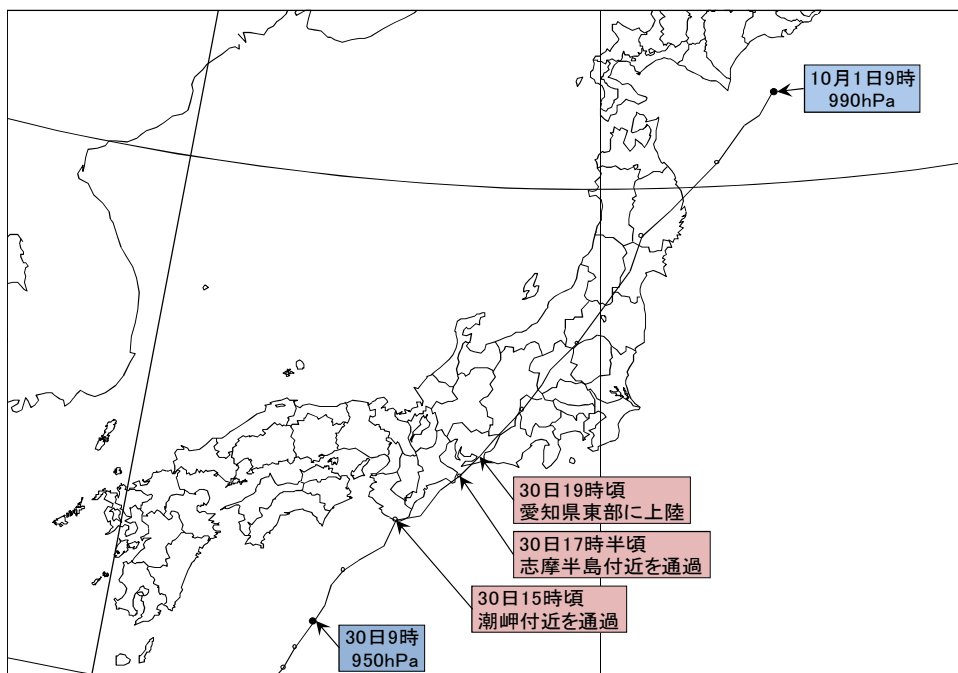 10月1日9時
990hPa
30日19時頃
愛知県東部に上陸
30日17時半頃
志摩半島付近を通過
30日15時頃
潮岬付近を通過
30日9時
950hPa